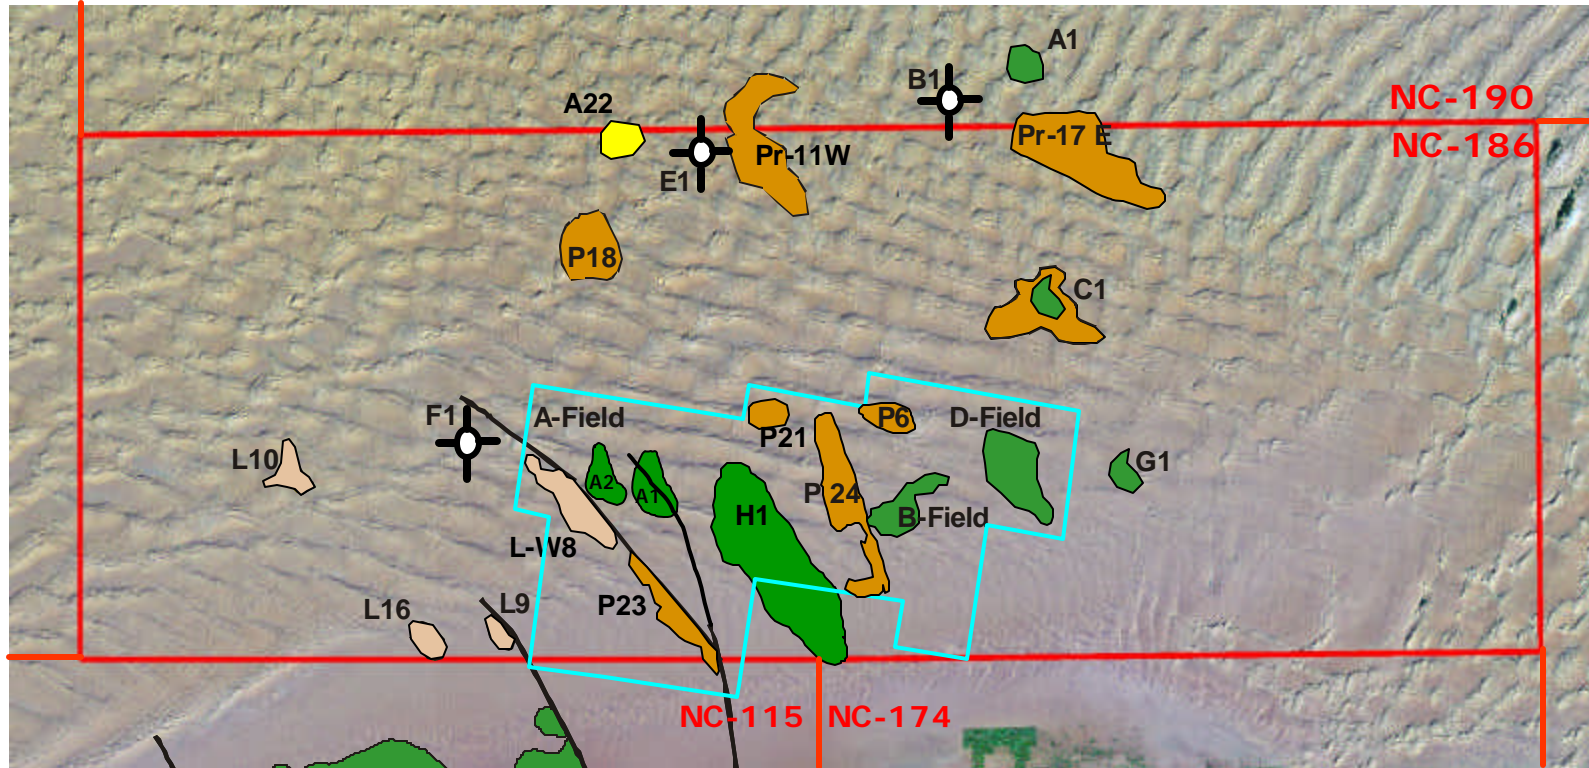 A1
B1
NC-190
A22
Pr-17 E
NC-186
Pr-11W
E1
P18
C1
F1
A-Field
P21
P6
D-Field
L10
G1
A2
A1
P 24
H1
B-Field
L-W8
L16
L9
P23
NC-115
NC-174